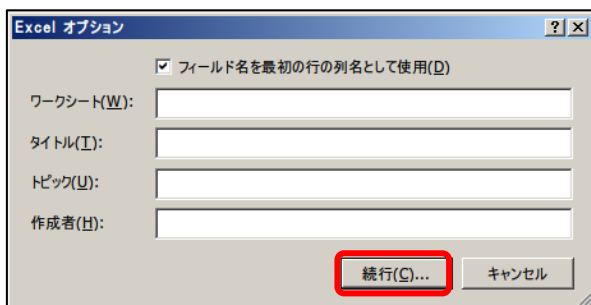 Excel オプション
フィールド名を最初の行の列名として使用(D)
ワークシート(W):
タイトル(T):
トピック(U):
作成者(H):
続行(C)... キャンセル